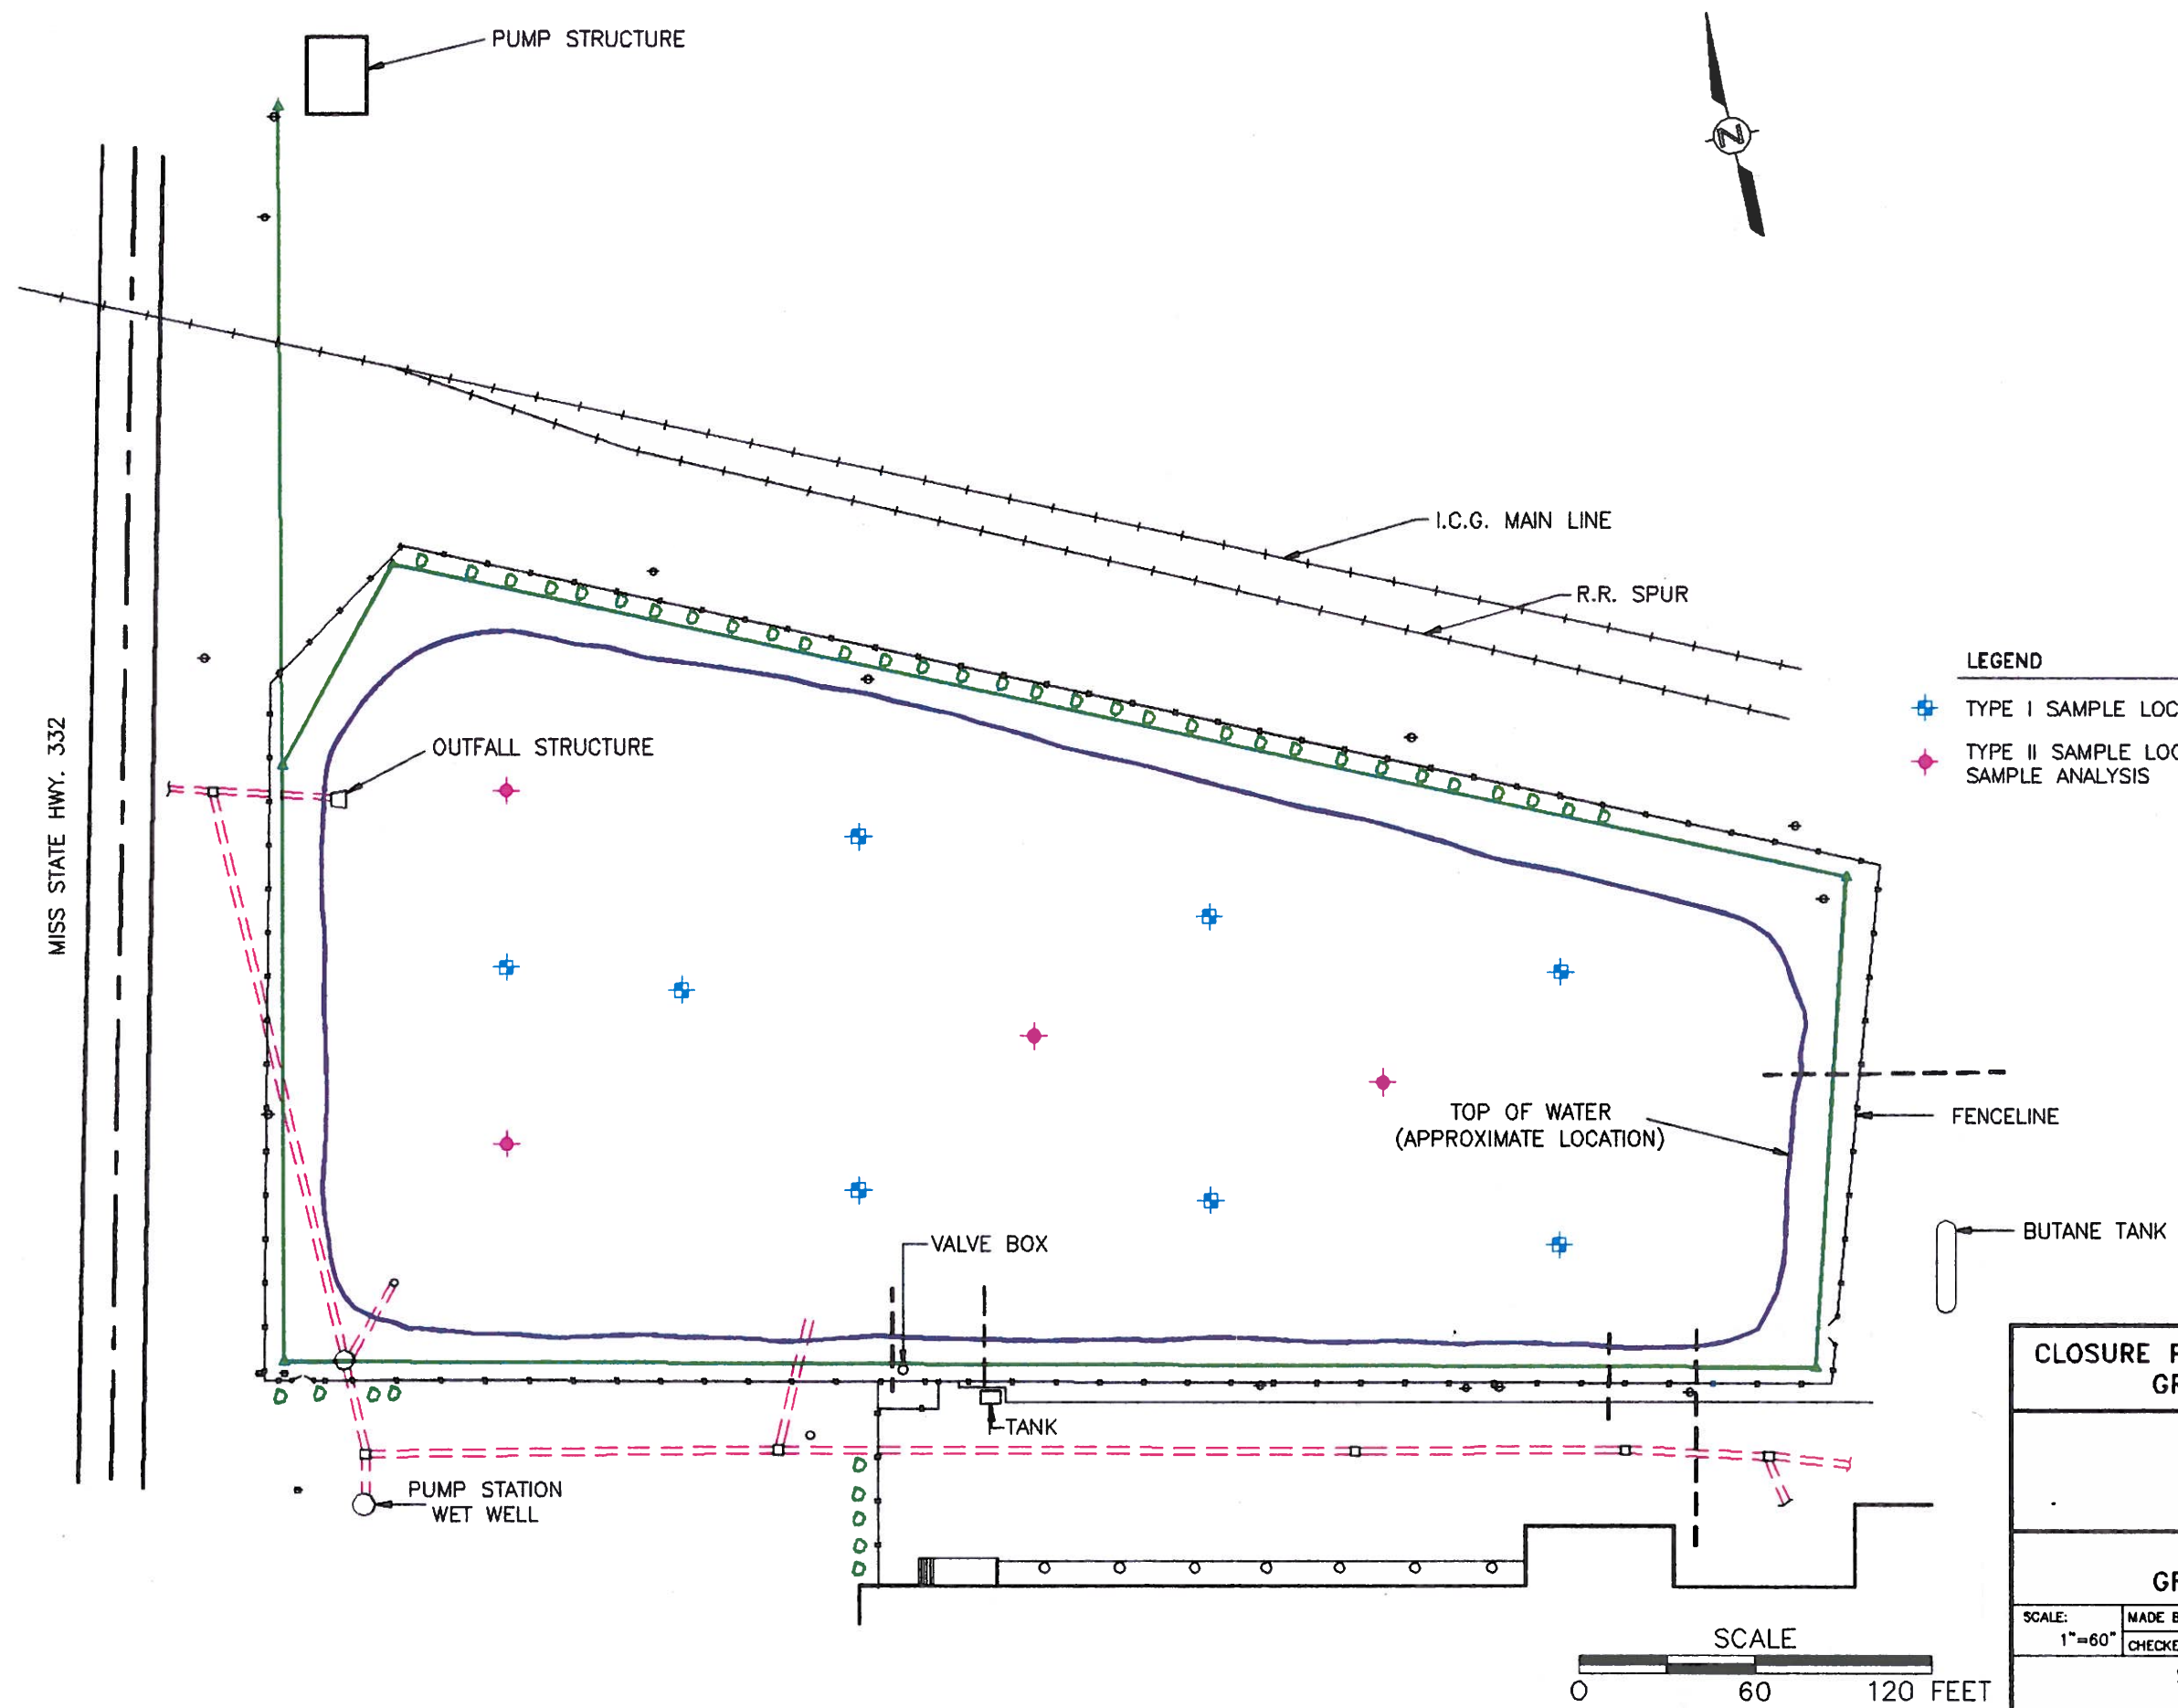 PUMP STRUCTURE
N
I.C.G. MAIN LINE
R.R. SPUR
LEGEND
TYPE I SAMPLE LOC
TYPE II SAMPLE LOC
SAMPLE ANALYSIS
OUTFALL STRUCTURE
MISS STATE HWY. 332
TOP OF WATER
(APPROXIMATE LOCATION)
FENCELINE
VALVE BOX
BUTANE TANK
TANK
PUMP STATION
WET WELL
CLOSURE
GR
SCALE:
1"=60"
MADE B
CHECKE
SCALE
0 60 120 FEET